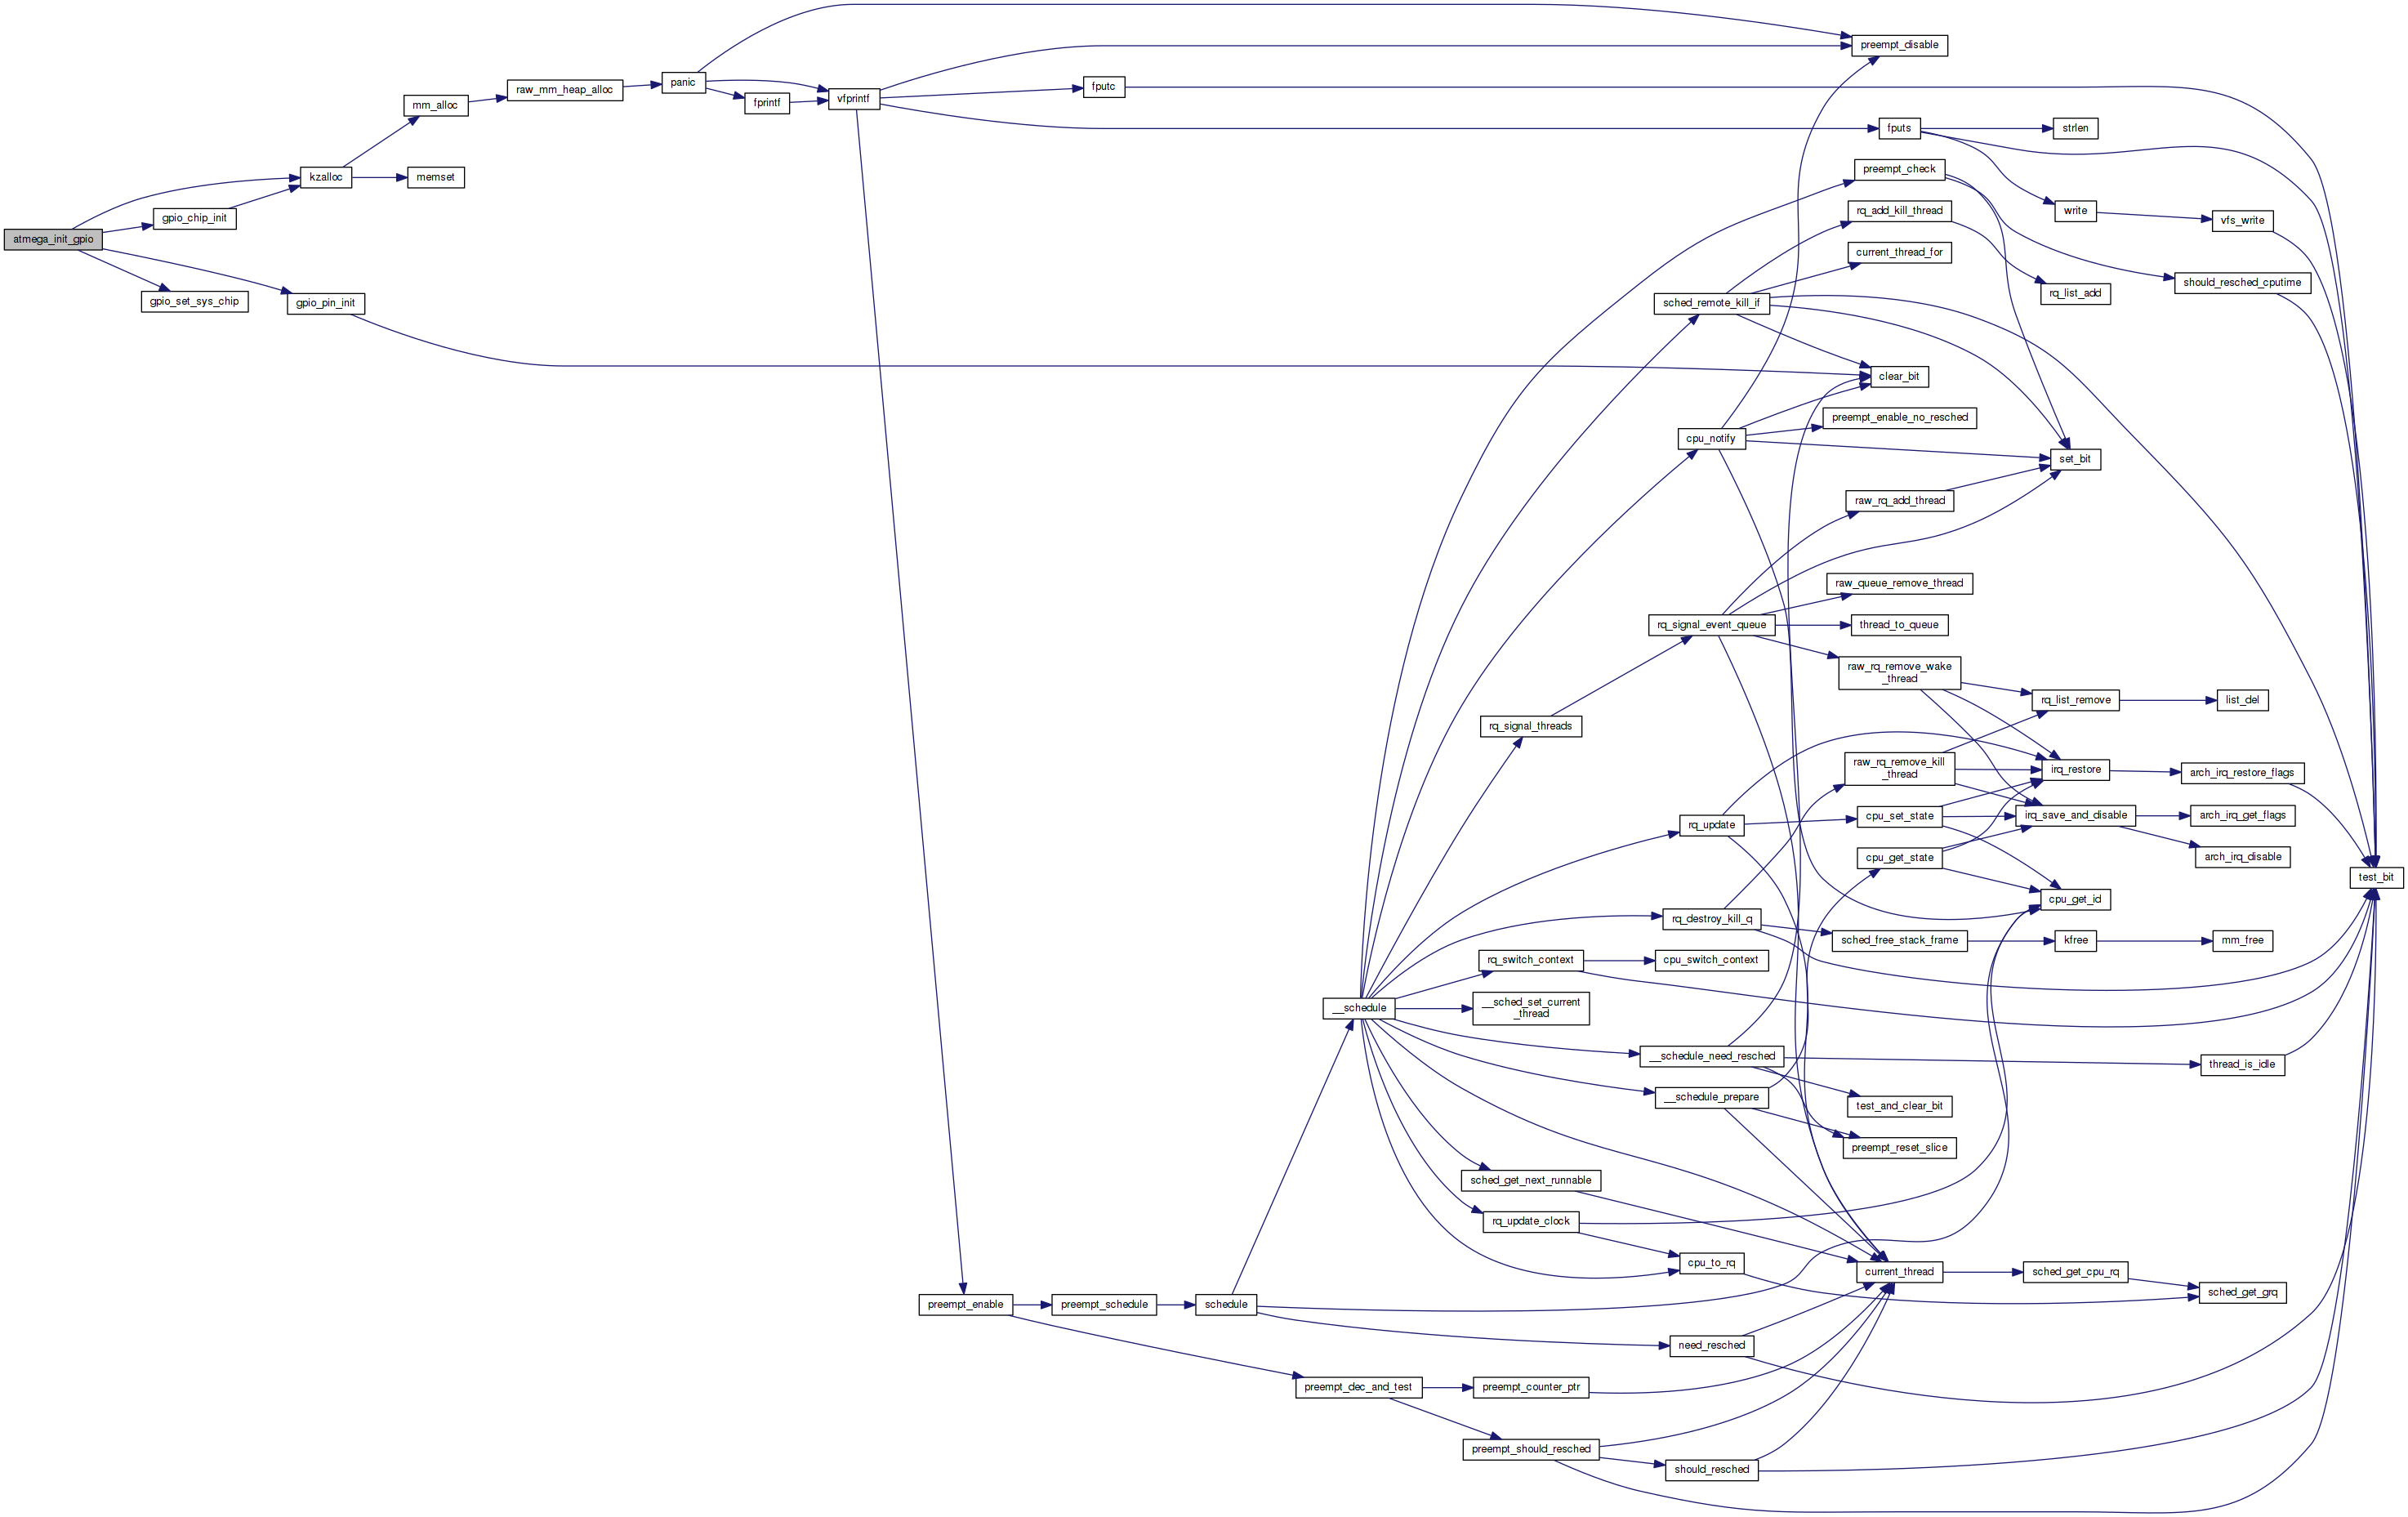 atmega_init_gpio
gpio_chip_init
gpio_set_sys_chip
kzalloc
gpio_pin_init
mm_alloc
memset
raw_mm_heap_alloc
panic
fprintf
vfprintf
preempt_enable
fputc
preempt_schedule
schedule
preempt_dec_and_test
__schedule
rq_signal_threads
rq_switch_context
__sched_set_current
_thread
sched_get_next_runnable
rq_update_clock
preempt_counter_ptr
preempt_should_resched
sched_remote_kill_if
cpu_notify
rq_signal_event_queue
rq_update
rq_destroy_kill_q
cpu_switch_context
__schedule_need_resched
__schedule_prepare
cpu_to_rq
need_resched
should_resched
preempt_disable
fputs
preempt_check
rq_add_kill_thread
current_thread_for
clear_bit
preempt_enable_no_resched
raw_rq_add_thread
raw_queue_remove_thread
thread_to_queue
raw_rq_remove_wake
_thread
raw_rq_remove_kill
_thread
cpu_set_state
cpu_get_state
sched_free_stack_frame
test_and_clear_bit
preempt_reset_slice
current_thread
strlen
write
rq_list_add
set_bit
rq_list_remove
irq_restore
irq_save_and_disable
cpu_get_id
kfree
sched_get_cpu_rq
vfs_write
should_resched_cputime
list_del
arch_irq_restore_flags
arch_irq_get_flags
arch_irq_disable
mm_free
thread_is_idle
sched_get_grq
test_bit